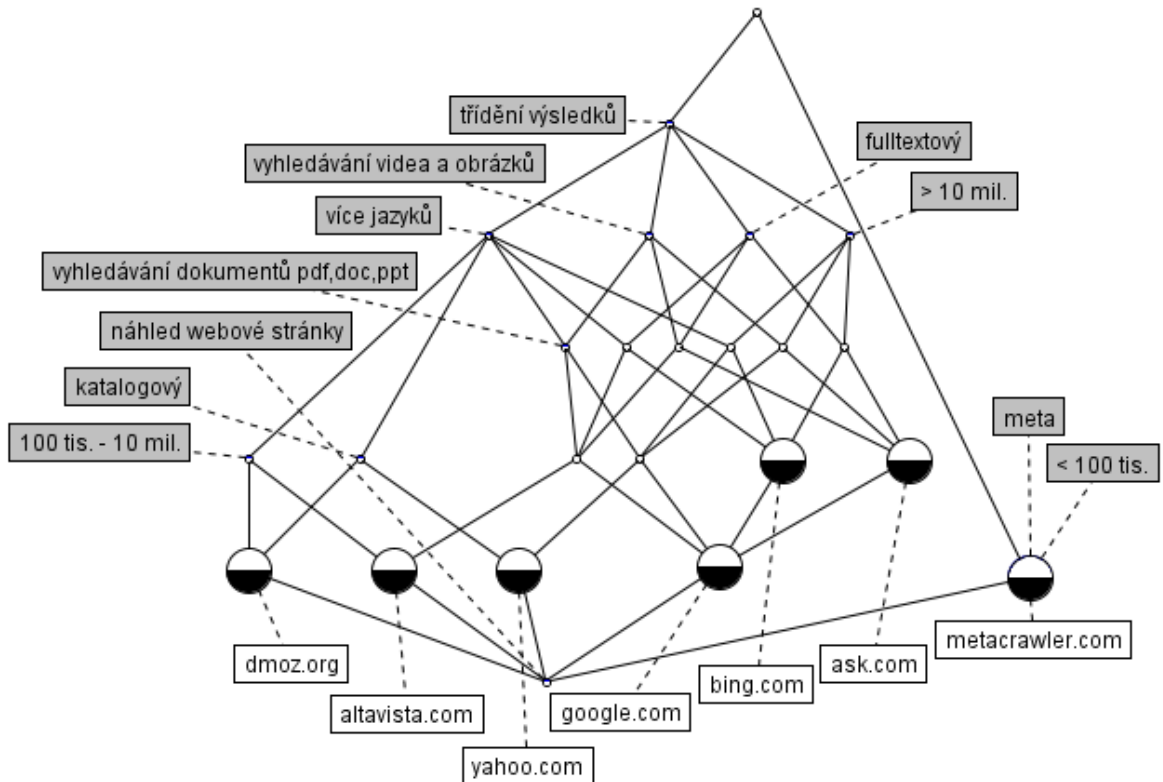 třídění výsledků
fulltextový
vyhledávání videa a obrázků
> 10 mil.
více jazyků
vyhledávání dokumentů pdf,doc,ppt
náhled webové stránky
katalogový
meta
100 tis. - 10 mil.
< 100 tis.
metacrawler.com
dmoz.org
ask.com
bing.com
altavista.com
google.com
yahoo.com